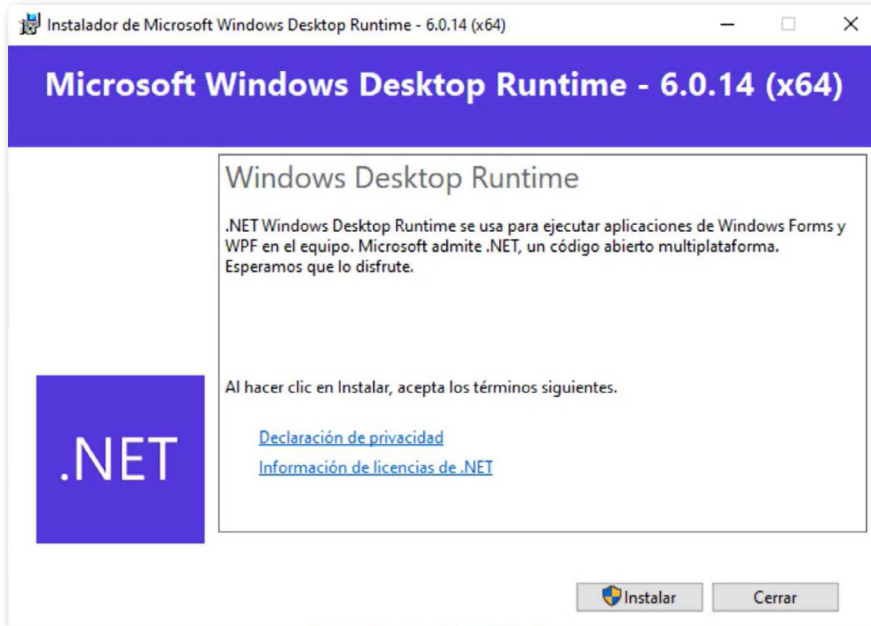 Instalador de Microsoft Windows Desktop Runtime - 6.0.14 (x64)
Microsoft Windows Desktop Runtime - 6.0.14 (x64)
Windows Desktop Runtime
.NET Windows Desktop Runtime se usa para ejecutar aplicaciones de Windows Forms y
WPF en el equipo. Microsoft admite .NET, un código abierto multiplataforma.
Esperamos que lo disfrute.
Al hacer clic en Instalar, acepta los términos siguientes.
Declaración de privacidad
Información de licencias de .NET
.NET
Instalar
Cerrar